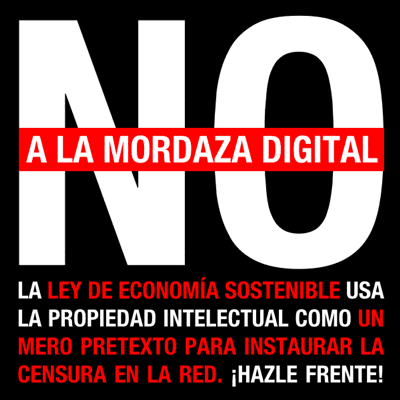 NO
A LA MORDAZA DIGITAL
LA LEY DE ECONOMÍA SOSTENIBLE USA
LA PROPIEDAD INTELECTUAL COMO UN
MERO PRETEXTO PARA INSTAURAR LA
CENSURA EN LA RED. ¡HAZLE FRENTE!